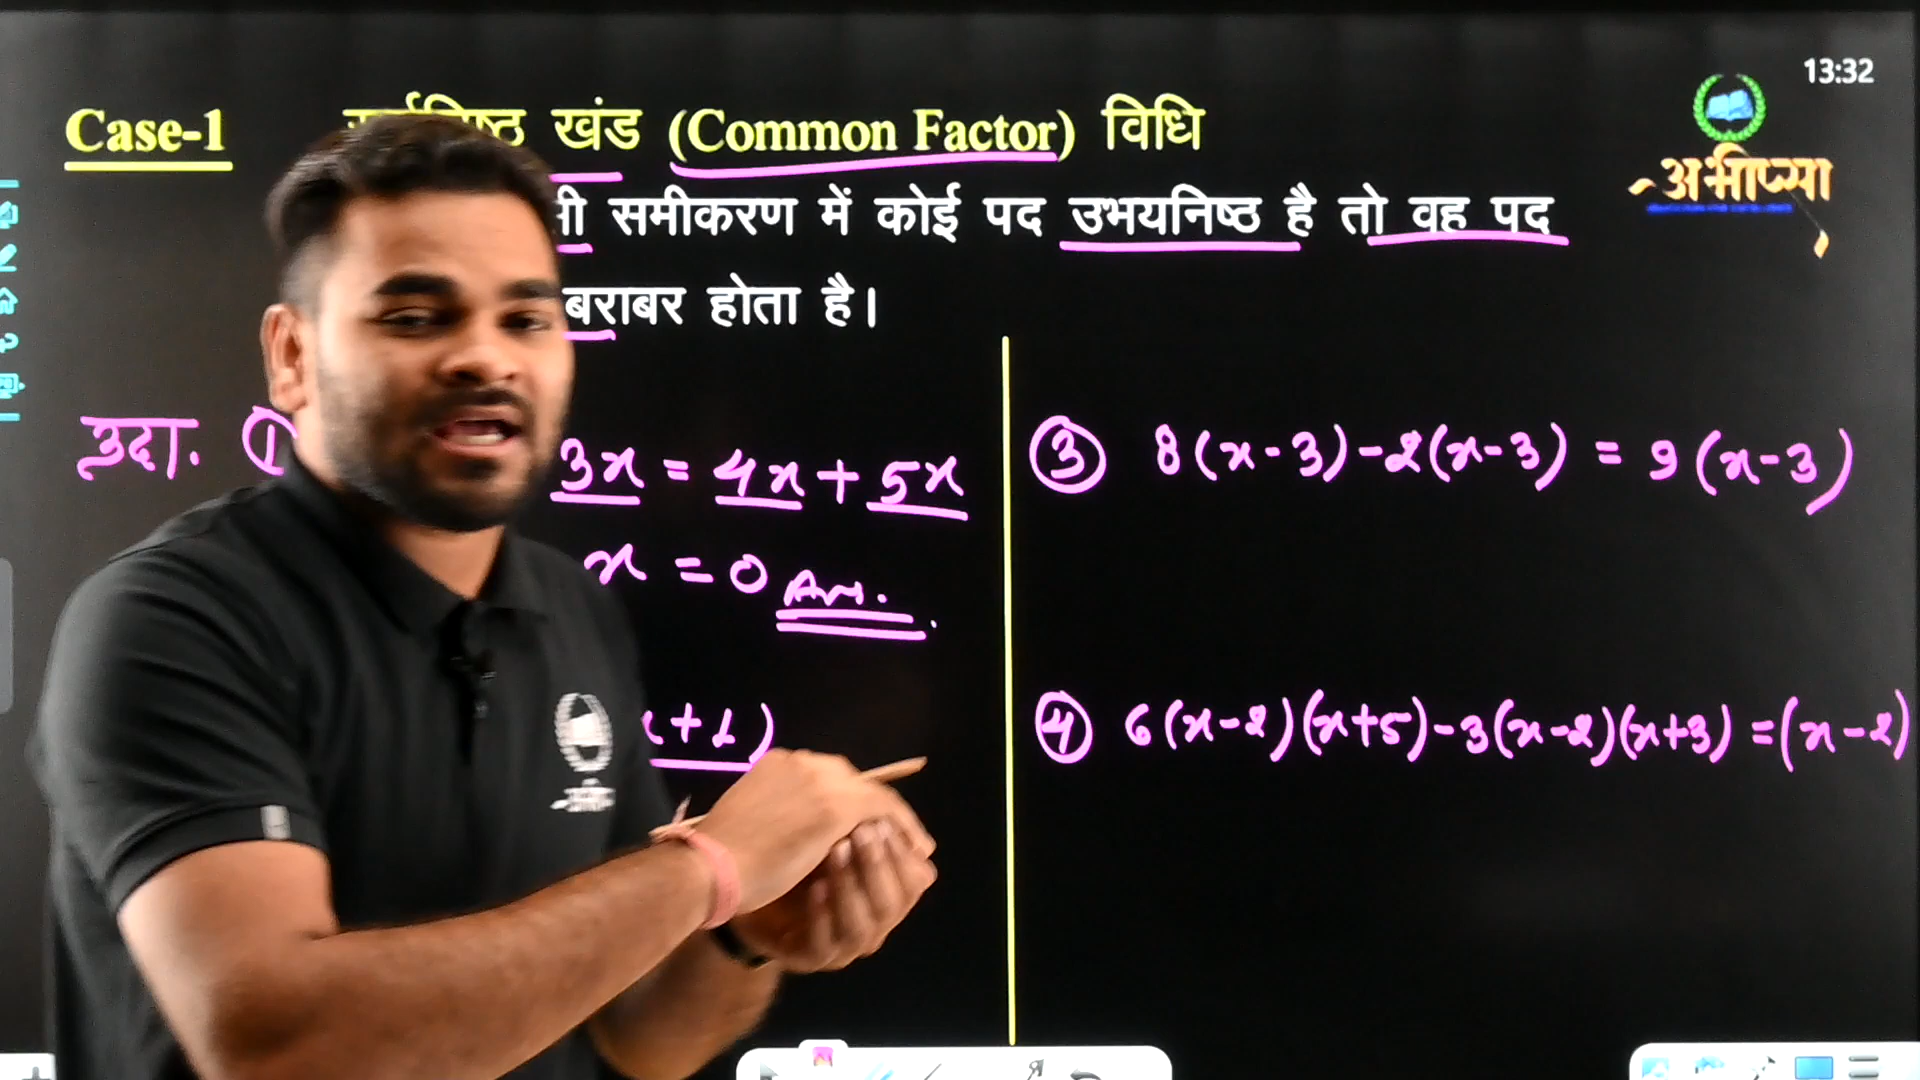 13:32
Case-1 खंड (Common Factor) विधि
अभीप्सा
समीकरण में कोई पद उभयनिष्ठ है तो वह पद
बराबर होता है।
उदा. ① 3x = 4x + 5x
x = 0 Ans.
x+1)
③ 8(x-3)-2(x-3) = 9(x-3)
④ 6(x-2)(x+5)-3(x-2)(x+3) = (x-2)